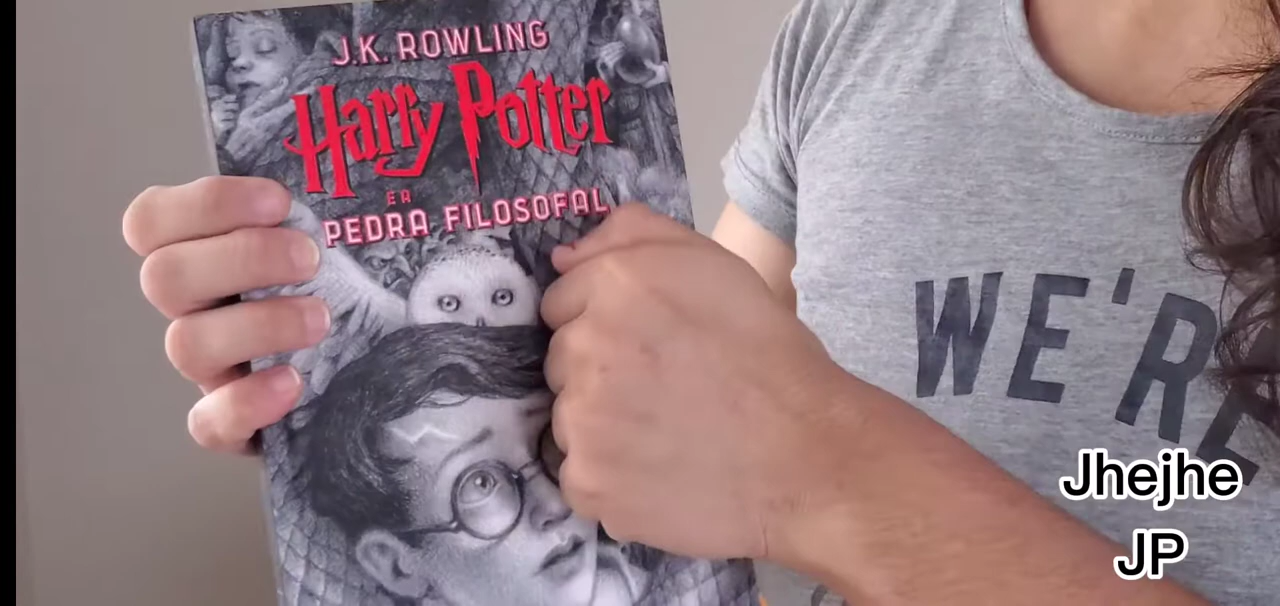 J.K. ROWLING
Harry Potter
E A
PEDRA FILOSOFAL
WE'RE
Jhejhe
JP